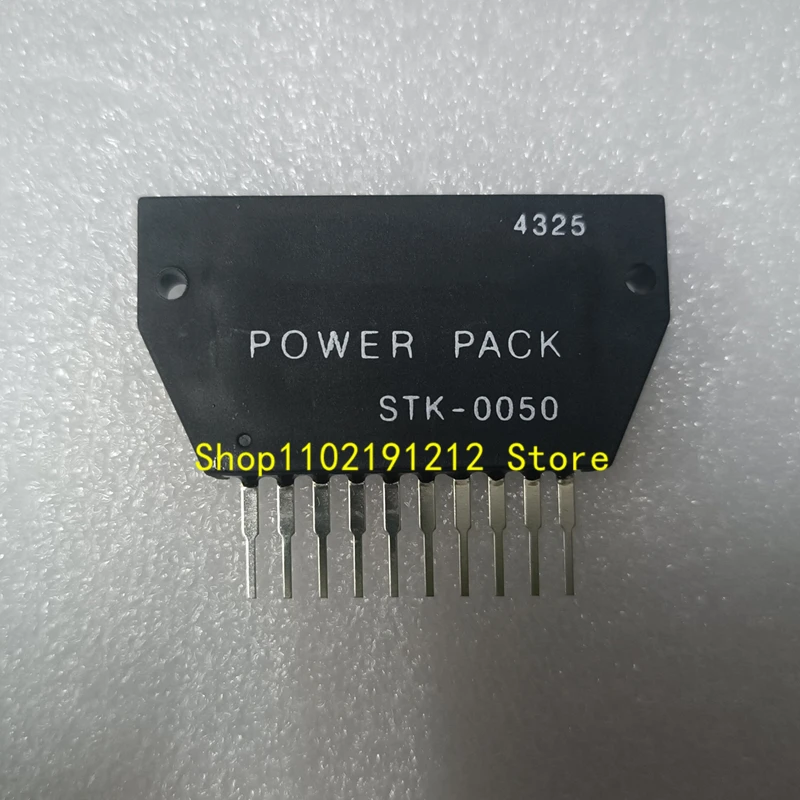 4325
POWER PACK
STK-0050
Shop1102191212 Store